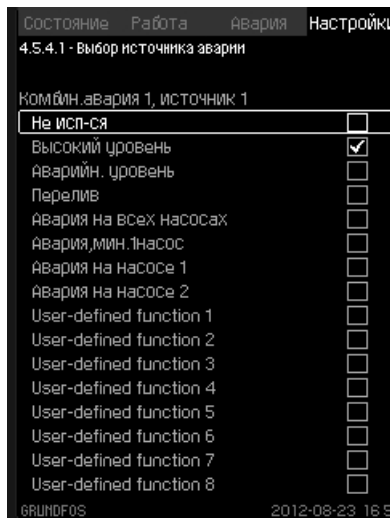 Состояние Работа Авария Настройки
4.5.4.1 - Выбор источника аварии
Комбин.авария 1, источник 1
Не исп-ся
Высокий уровень
Аварийн. уровень
Перелив
Авария на всех насосах
Авария,мин.1насос
Авария на насосе 1
Авария на насосе 2
User-defined function 1
User-defined function 2
User-defined function 3
User-defined function 4
User-defined function 5
User-defined function 6
User-defined function 7
User-defined function 8
GRUNDFOS 2012-08-23 16